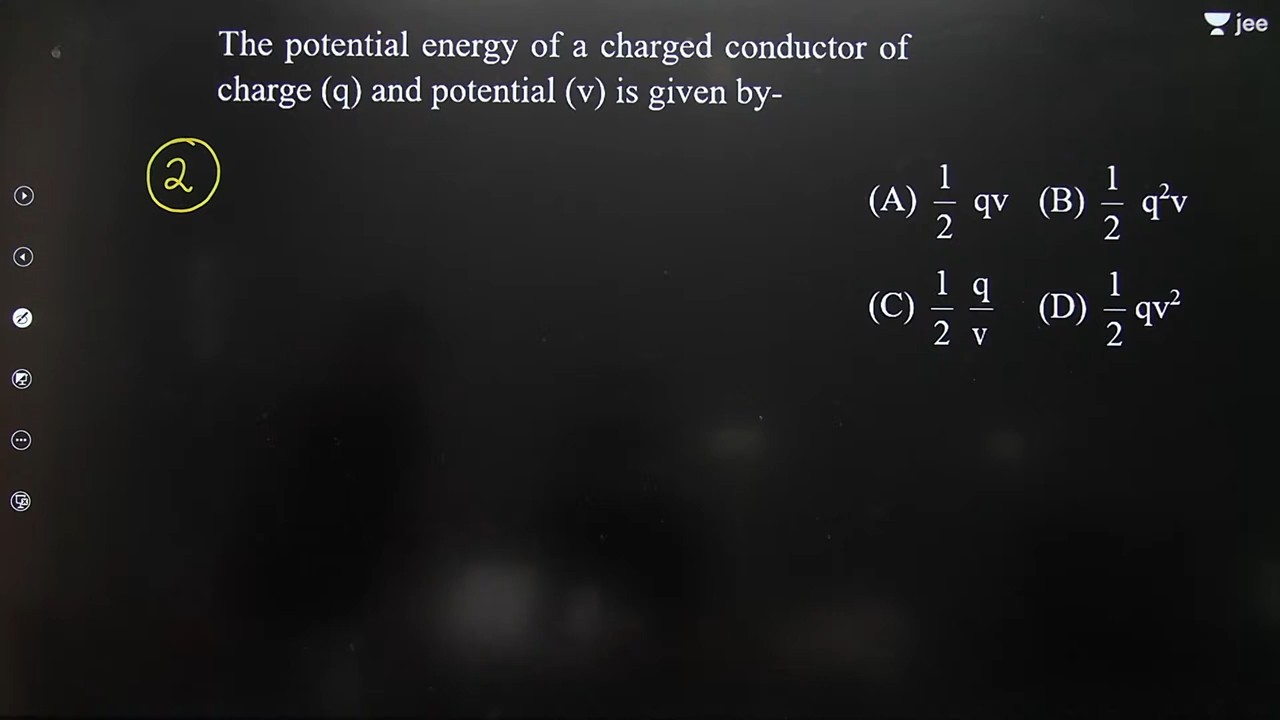 jee
The potential energy of a charged conductor of
charge (q) and potential (v) is given by-
2
(A) 1/2 qv (B) 1/2 q²v
(C) 1/2 q/v (D) 1/2 qv²